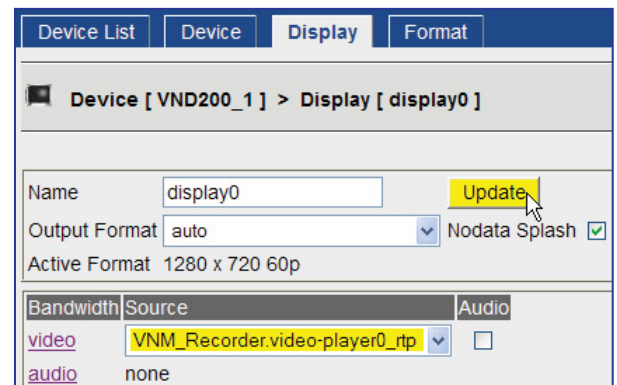 Device List Device Display Format
Device [ VND200_1 ] > Display [ display0 ]
Name display0 Update
Output Format auto Nodata Splash
Active Format 1280 x 720 60p
Bandwidth Source Audio
video VNM_Recorder.video-player0_rtp
audio none